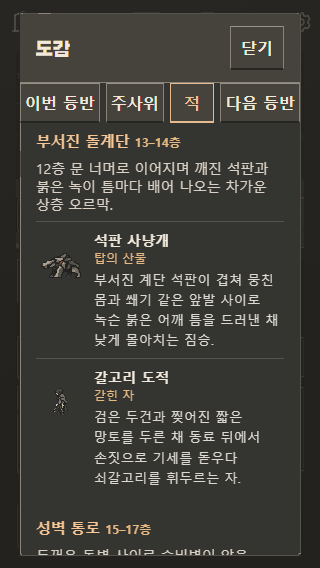 도감
닫기
이번 등반
주사위
적
다음 등반
부서진 돌계단 13–14층
12층 문 너머로 이어지며 깨진 석판과
붉은 녹이 틈마다 배어 나오는 차가운
상층 오르막.
석판 사냥개
탑의 산물
부서진 계단 석판이 겹쳐 뭉친
몸과 쐐기 같은 앞발 사이로
녹슨 붉은 어깨 틈을 드러낸 채
낮게 몰아치는 짐승.
갈고리 도적
갇힌 자
검은 두건과 찢어진 짧은
망토를 두른 채 동료 뒤에서
손짓으로 기세를 돋우다
쇠갈고리를 휘두르는 자.
성벽 통로 15–17층